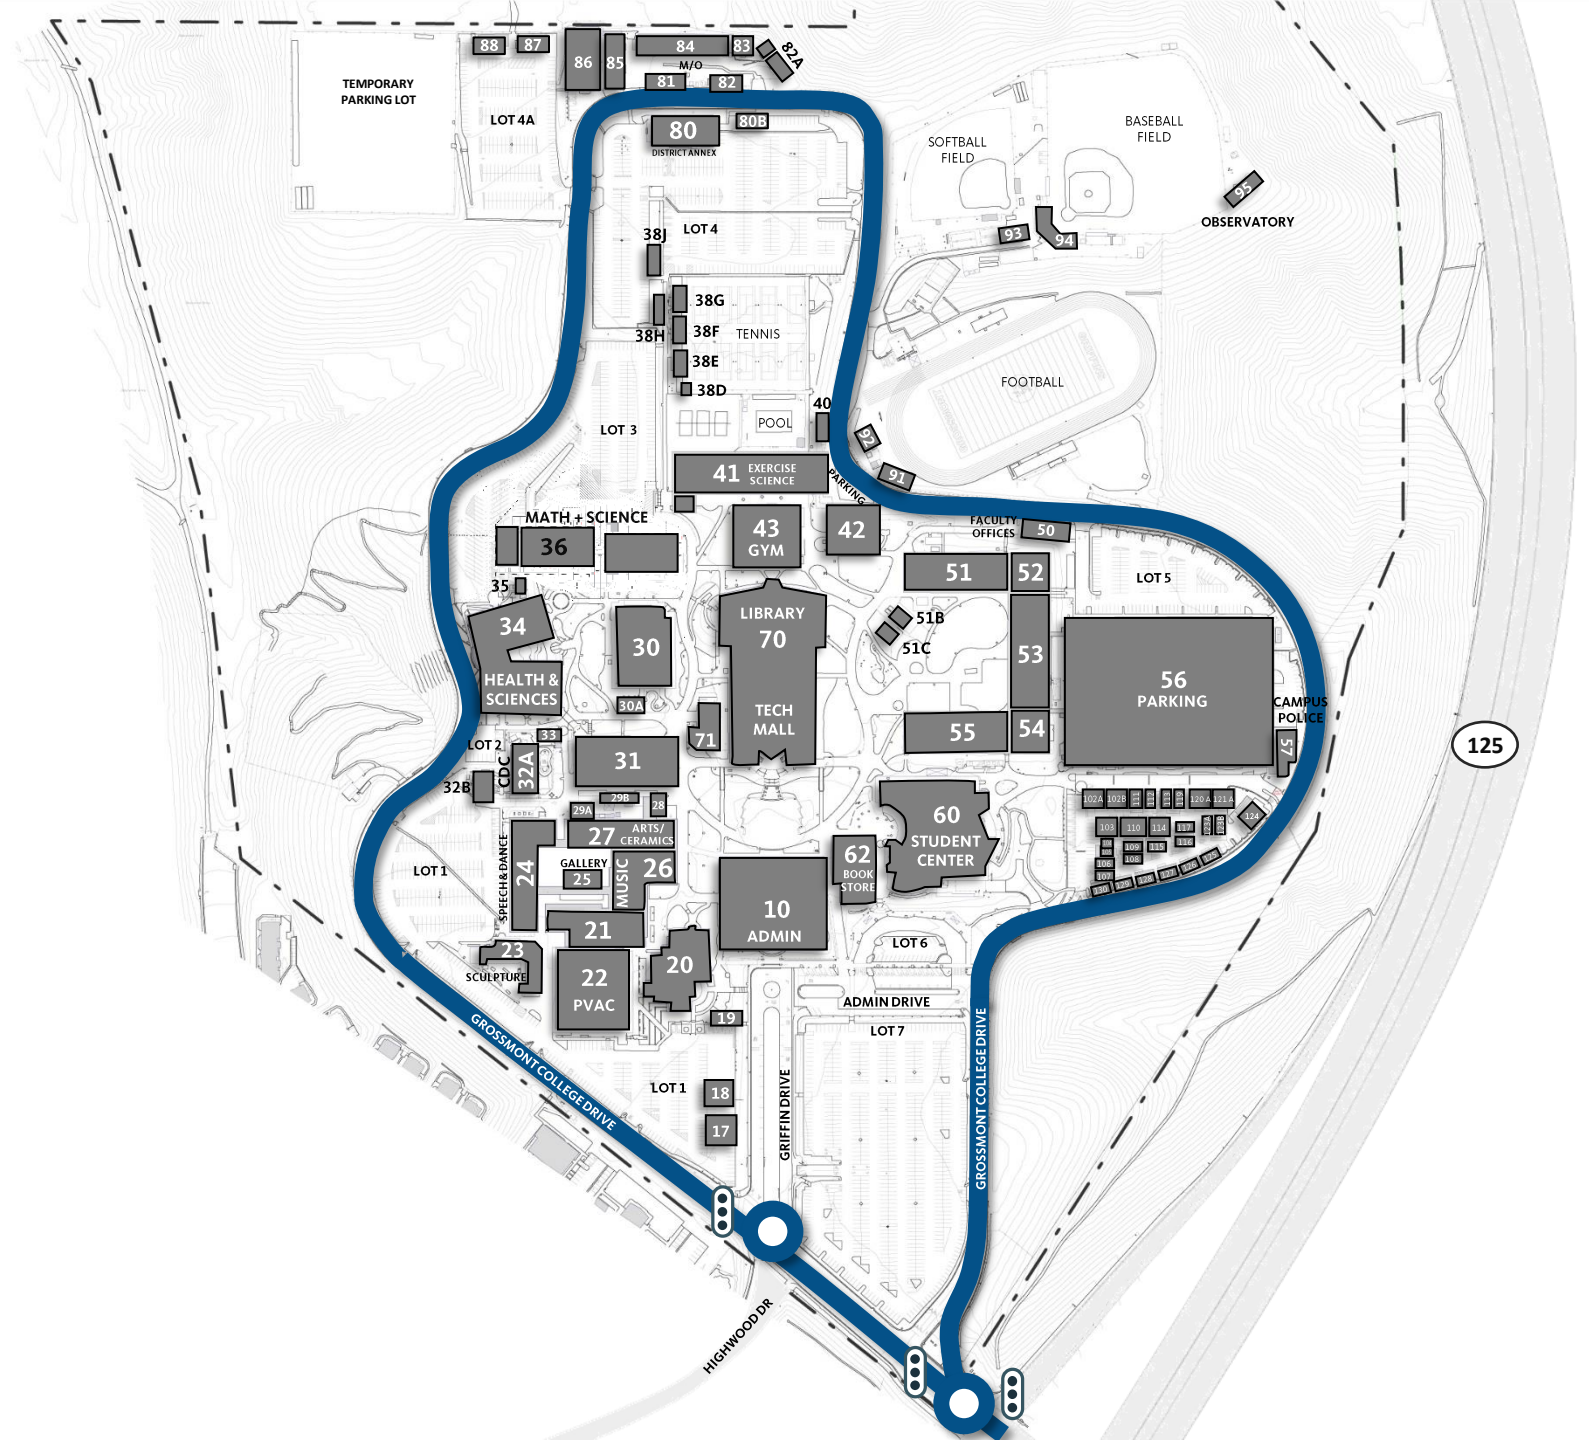 88
87
86
85
84
83
82A
M/O
81
82
TEMPORARY
PARKING LOT
LOT 4A
80
DISTRICT ANNEX
80B
SOFTBALL
FIELD
BASEBALL
FIELD
95
OBSERVATORY
93
94
LOT 4
38J
38G
38H
38F
38E
38D
TENNIS
FOOTBALL
40
POOL
LOT 3
92
91
41 EXERCISE
SCIENCE
PARKING
MATH + SCIENCE
36
43
GYM
42
FACULTY
OFFICES
50
51
52
LOT 5
35
34
HEALTH &
SCIENCES
30
30A
LIBRARY
70
TECH
MALL
51B
51C
53
56
PARKING
CAMPUS
POLICE
57
125
55
54
71
33
LOT 2
CDC
32A
32B
31
29B
29A
28
27 ARTS/
CERAMICS
GALLERY
25
MUSIC
26
SPEECH & DANCE
24
LOT 1
60
STUDENT
CENTER
62
BOOK
STORE
102A
102B
111
112
113
119
120 A
121 A
124
103
110
114
117
123A
123B
109
115
116
106
108
107
130
129
128
127
126
125
10
ADMIN
21
23
SCULPTURE
22
PVAC
20
19
LOT 6
ADMIN DRIVE
LOT 7
LOT 1
18
17
GRIFFIN DRIVE
GROSSMONT COLLEGE DRIVE
GROSSMONT COLLEGE DRIVE
HIGHWOOD DR